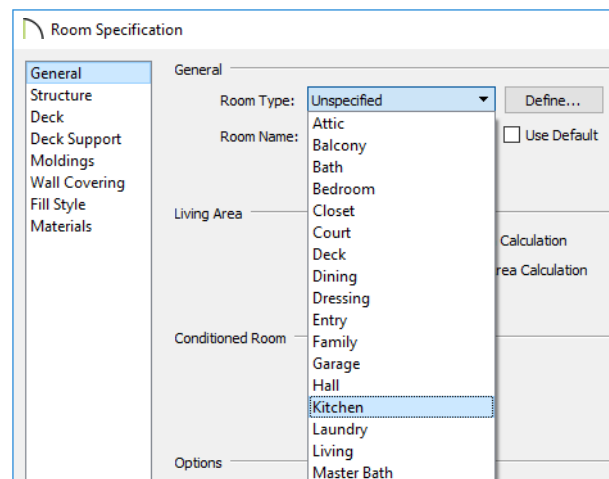 Room Specification
General
Structure
Deck
Deck Support
Moldings
Wall Covering
Fill Style
Materials
General
Room Type: Unspecified Define...
Room Name: Use Default
Attic
Balcony
Bath
Bedroom
Closet
Court
Deck
Dining
Dressing
Entry
Family
Garage
Hall
Kitchen
Laundry
Living
Master Bath
Living Area
Calculation
rea Calculation
Conditioned Room
Options